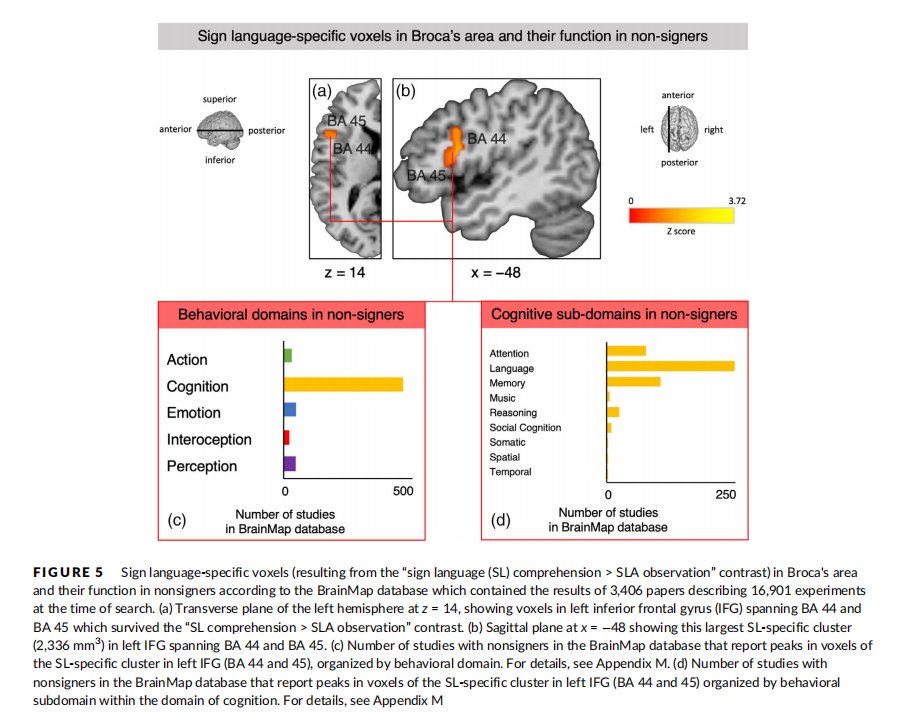 Sign language-specific voxels in Broca's area and their function in non-signers
superior
anterior
posterior
inferior
(a)
BA 45
BA 44
z = 14
(b)
BA 44
BA 45
x = −48
anterior
left
right
posterior
0
3.72
Z score
Behavioral domains in non-signers
Action
Cognition
Emotion
Interoception
Perception
0
500
Number of studies
in BrainMap database
(c)
Cognitive sub-domains in non-signers
Attention
Language
Memory
Music
Reasoning
Social Cognition
Somatic
Spatial
Temporal
0
250
Number of studies
in BrainMap database
(d)
FIGURE 5 Sign language-specific voxels (resulting from the “sign language (SL) comprehension > SLA observation” contrast) in Broca's area
and their function in nonsigners according to the BrainMap database which contained the results of 3,406 papers describing 16,901 experiments
at the time of search. (a) Transverse plane of the left hemisphere at z = 14, showing voxels in left inferior frontal gyrus (IFG) spanning BA 44 and
BA 45 which survived the “SL comprehension > SLA observation” contrast. (b) Sagittal plane at x = −48 showing this largest SL-specific cluster
(2,336 mm³) in left IFG spanning BA 44 and BA 45. (c) Number of studies with nonsigners in the BrainMap database that report peaks in voxels of
the SL-specific cluster in left IFG (BA 44 and 45), organized by behavioral domain. For details, see Appendix M. (d) Number of studies with
nonsigners in the BrainMap database that report peaks in voxels of the SL-specific cluster in left IFG (BA 44 and 45) organized by behavioral
subdomain within the domain of cognition. For details, see Appendix M